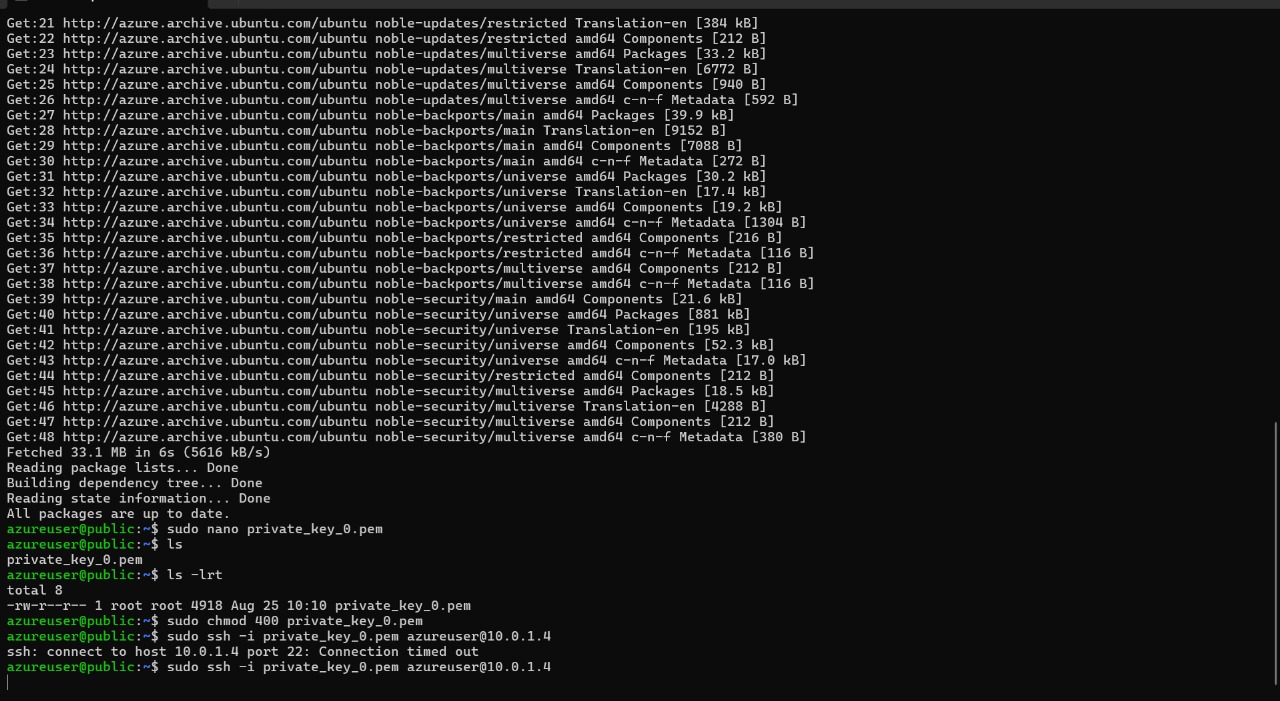 Get:21 http://azure.archive.ubuntu.com/ubuntu noble-updates/restricted Translation-en [384 kB]
Get:22 http://azure.archive.ubuntu.com/ubuntu noble-updates/restricted amd64 Components [212 B]
Get:23 http://azure.archive.ubuntu.com/ubuntu noble-updates/multiverse amd64 Packages [33.2 kB]
Get:24 http://azure.archive.ubuntu.com/ubuntu noble-updates/multiverse Translation-en [6772 B]
Get:25 http://azure.archive.ubuntu.com/ubuntu noble-updates/multiverse amd64 Components [940 B]
Get:26 http://azure.archive.ubuntu.com/ubuntu noble-updates/multiverse amd64 c-n-f Metadata [592 B]
Get:27 http://azure.archive.ubuntu.com/ubuntu noble-backports/main amd64 Packages [39.9 kB]
Get:28 http://azure.archive.ubuntu.com/ubuntu noble-backports/main Translation-en [9152 B]
Get:29 http://azure.archive.ubuntu.com/ubuntu noble-backports/main amd64 Components [7088 B]
Get:30 http://azure.archive.ubuntu.com/ubuntu noble-backports/main amd64 c-n-f Metadata [272 B]
Get:31 http://azure.archive.ubuntu.com/ubuntu noble-backports/universe amd64 Packages [30.2 kB]
Get:32 http://azure.archive.ubuntu.com/ubuntu noble-backports/universe Translation-en [17.4 kB]
Get:33 http://azure.archive.ubuntu.com/ubuntu noble-backports/universe amd64 Components [19.2 kB]
Get:34 http://azure.archive.ubuntu.com/ubuntu noble-backports/universe amd64 c-n-f Metadata [1304 B]
Get:35 http://azure.archive.ubuntu.com/ubuntu noble-backports/restricted amd64 Components [216 B]
Get:36 http://azure.archive.ubuntu.com/ubuntu noble-backports/restricted amd64 c-n-f Metadata [116 B]
Get:37 http://azure.archive.ubuntu.com/ubuntu noble-backports/multiverse amd64 Components [212 B]
Get:38 http://azure.archive.ubuntu.com/ubuntu noble-backports/multiverse amd64 c-n-f Metadata [116 B]
Get:39 http://azure.archive.ubuntu.com/ubuntu noble-security/main amd64 Components [21.6 kB]
Get:40 http://azure.archive.ubuntu.com/ubuntu noble-security/universe amd64 Packages [881 kB]
Get:41 http://azure.archive.ubuntu.com/ubuntu noble-security/universe Translation-en [195 kB]
Get:42 http://azure.archive.ubuntu.com/ubuntu noble-security/universe amd64 Components [52.3 kB]
Get:43 http://azure.archive.ubuntu.com/ubuntu noble-security/universe amd64 c-n-f Metadata [17.0 kB]
Get:44 http://azure.archive.ubuntu.com/ubuntu noble-security/restricted amd64 Components [212 B]
Get:45 http://azure.archive.ubuntu.com/ubuntu noble-security/multiverse amd64 Packages [18.5 kB]
Get:46 http://azure.archive.ubuntu.com/ubuntu noble-security/multiverse Translation-en [4288 B]
Get:47 http://azure.archive.ubuntu.com/ubuntu noble-security/multiverse amd64 Components [212 B]
Get:48 http://azure.archive.ubuntu.com/ubuntu noble-security/multiverse amd64 c-n-f Metadata [380 B]
Fetched 33.1 MB in 6s (5616 kB/s)
Reading package lists... Done
Building dependency tree... Done
Reading state information... Done
All packages are up to date.
azureuser@public:~$ sudo nano private_key_0.pem
azureuser@public:~$ ls
private_key_0.pem
azureuser@public:~$ ls -lrt
total 8
-rw-r--r-- 1 root root 4918 Aug 25 10:10 private_key_0.pem
azureuser@public:~$ sudo chmod 400 private_key_0.pem
azureuser@public:~$ sudo ssh -i private_key_0.pem azureuser@10.0.1.4
ssh: connect to host 10.0.1.4 port 22: Connection timed out
azureuser@public:~$ sudo ssh -i private_key_0.pem azureuser@10.0.1.4